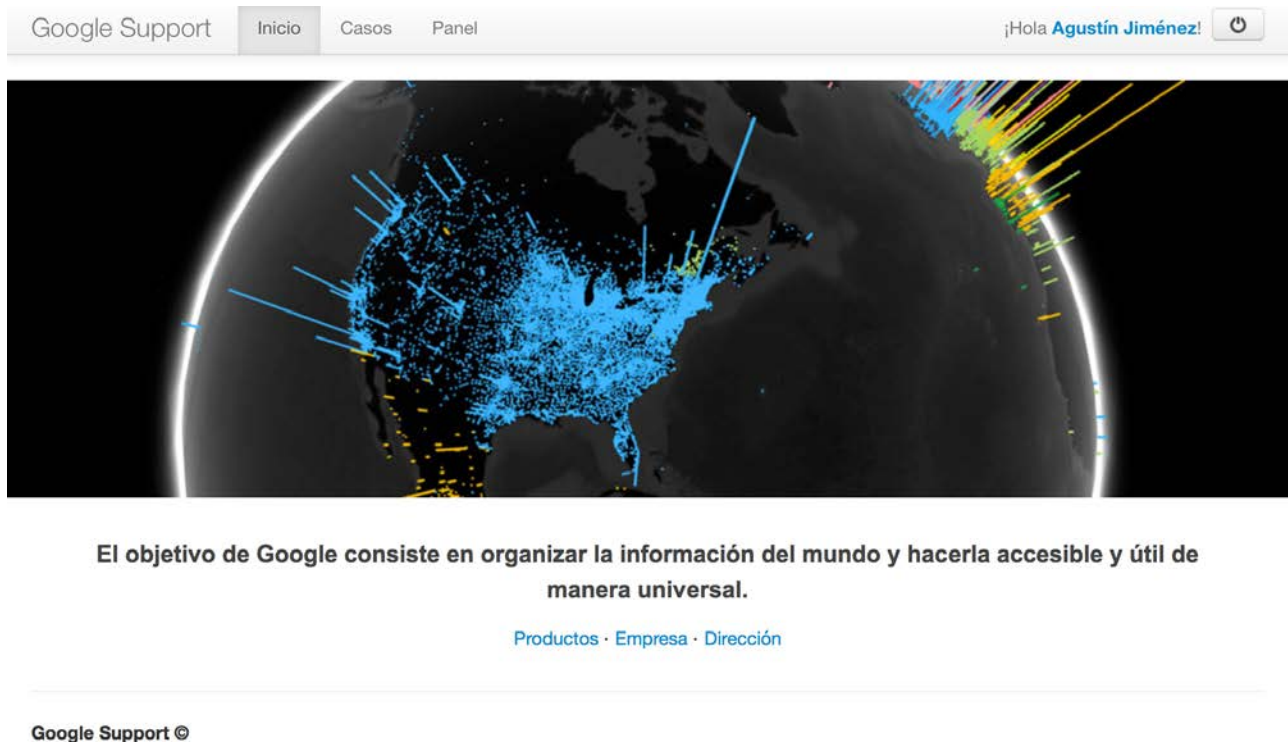 Google Support Inicio Casos Panel ¡Hola Agustín Jiménez!
El objetivo de Google consiste en organizar la información del mundo y hacerla accesible y útil de
manera universal.
Productos · Empresa · Dirección
Google Support ©